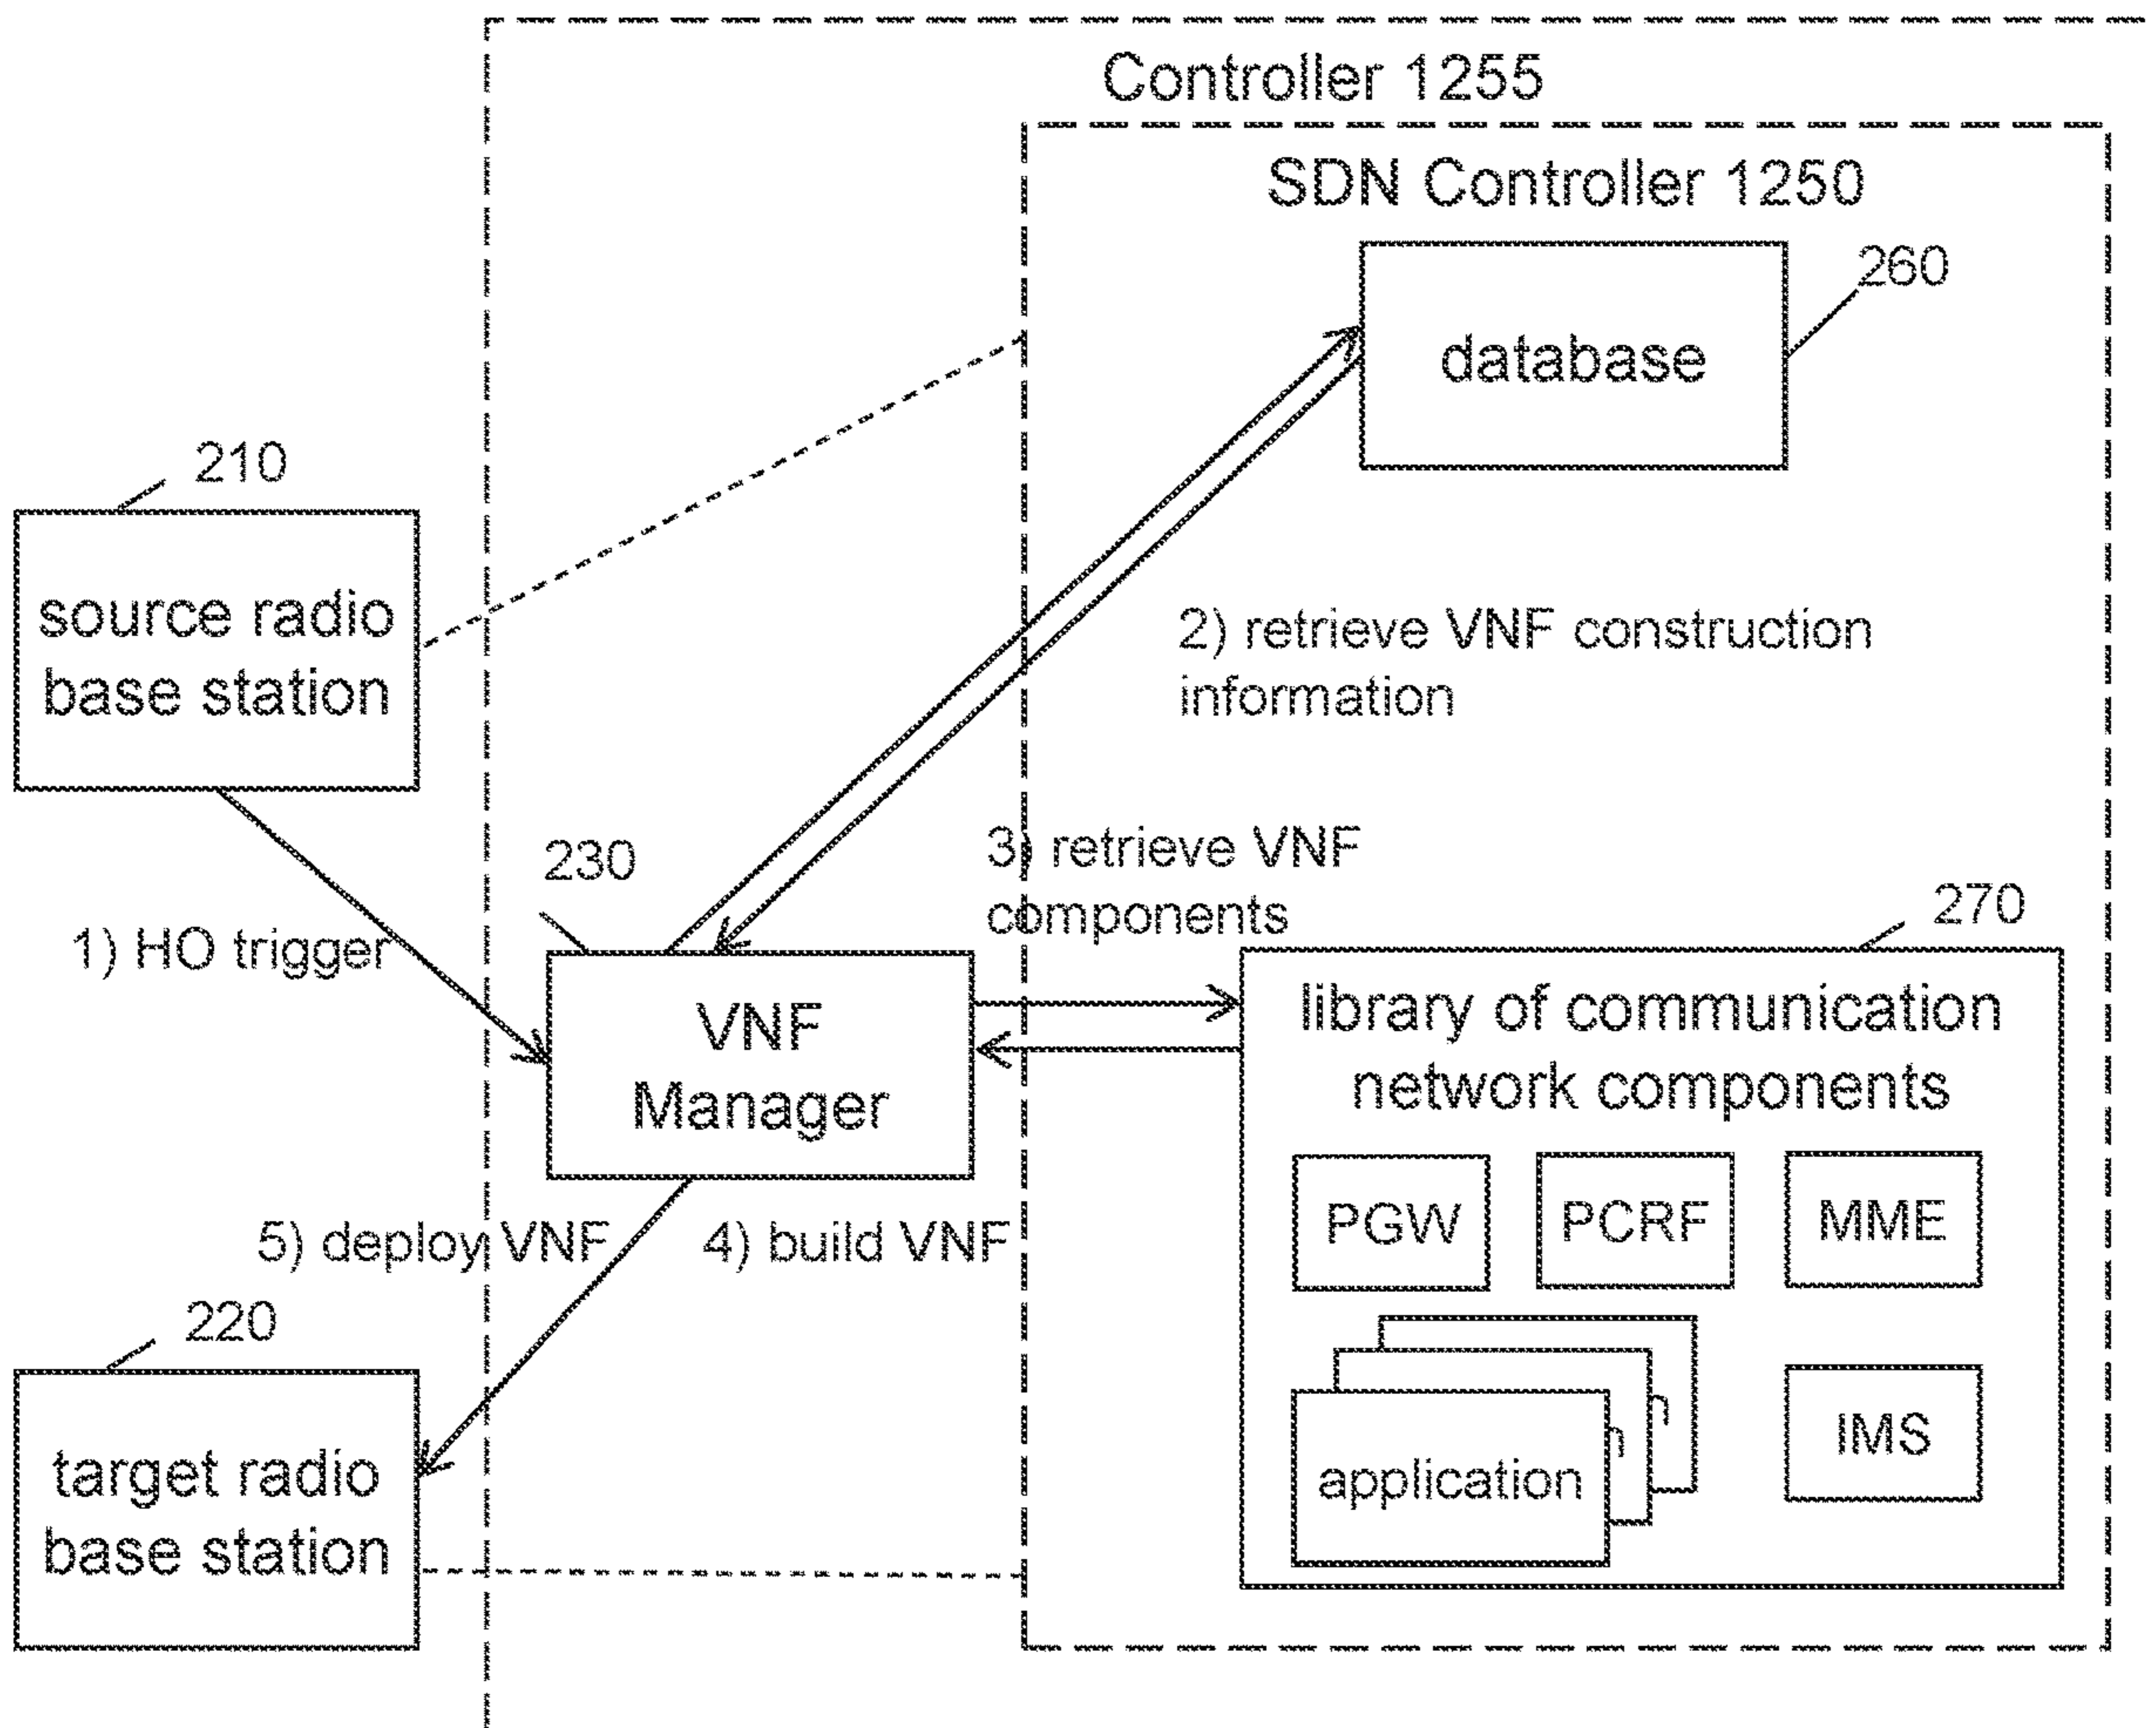 Controller 1255
SDN Controller 1250
260
database
210
source radio
base station
2) retrieve VNF construction
information
230
3) retrieve VNF
components
1) HO trigger
270
VNF
Manager
library of communication
network components
PGW
PCRF
MME
5) deploy VNF
4) build VNF
220
target radio
base station
application
IMS